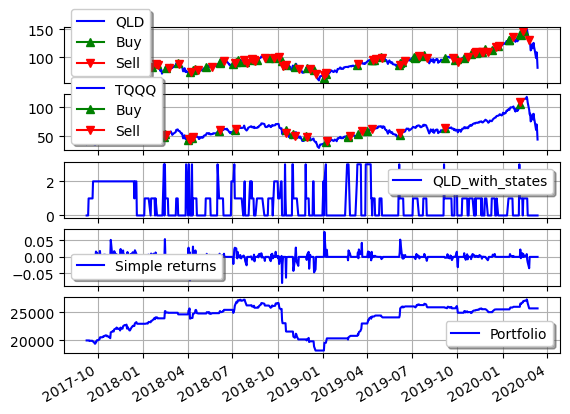 150
100
QLD
Buy
Sell
100
50
TQQQ
Buy
Sell
2
0
QLD_with_states
0.05
0.00
−0.05
Simple returns
25000
20000
Portfolio
2017-10
2018-01
2018-04
2018-07
2018-10
2019-01
2019-04
2019-07
2019-10
2020-01
2020-04